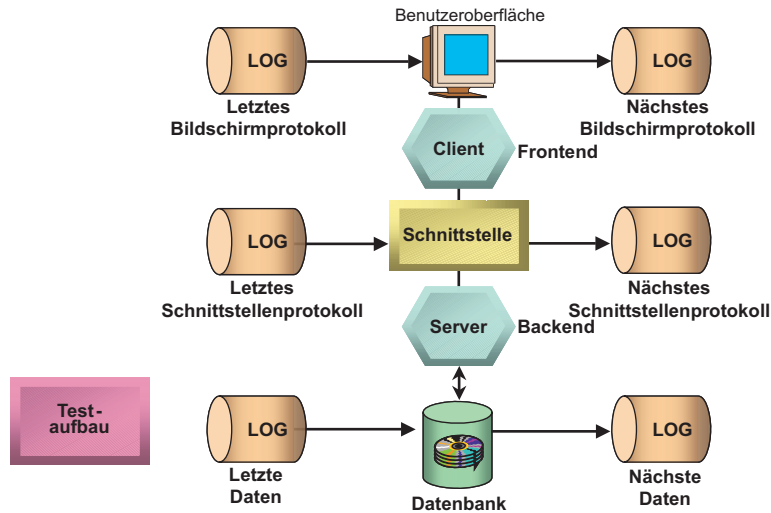 Benutzeroberfläche
LOG
LOG
Letztes
Bildschirmprotokoll
Nächstes
Bildschirmprotokoll
Client
Frontend
Schnittstelle
LOG
LOG
Letztes
Schnittstellenprotokoll
Nächstes
Schnittstellenprotokoll
Server
Backend
Test-
aufbau
LOG
LOG
Letzte
Daten
Datenbank
Nächste
Daten